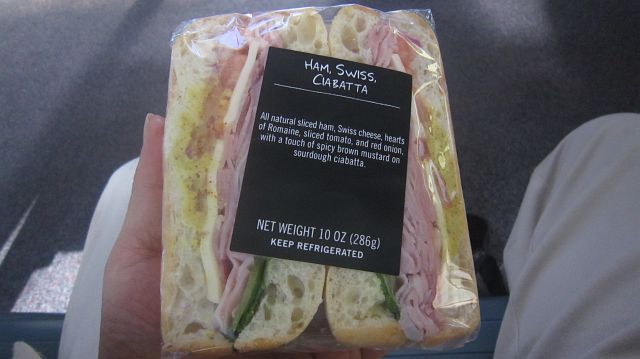 HAM, SWISS,
CIABATTA
All natural sliced ham, Swiss cheese, hearts
of Romaine, sliced tomato, and red onion,
with a touch of spicy brown mustard on
sourdough ciabatta.
NET WEIGHT 10 OZ (286g)
KEEP REFRIGERATED